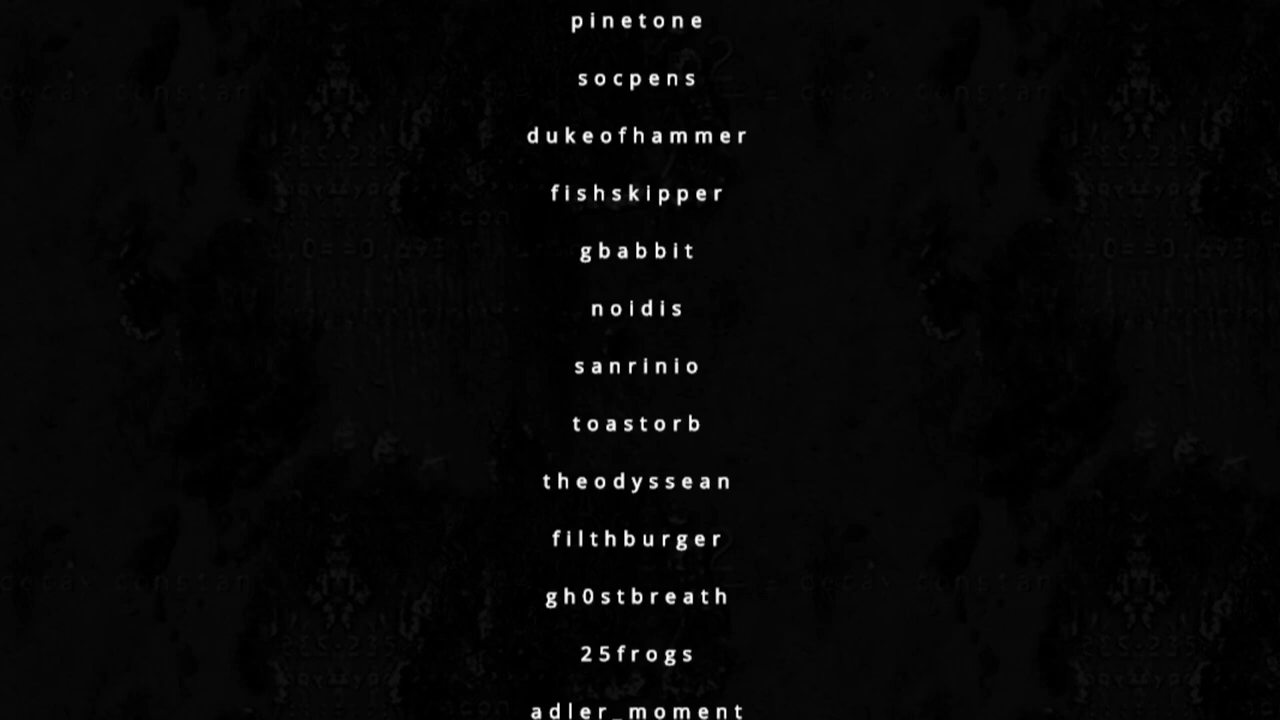 pinetone
socpens
dukeofhammer
fishskipper
gbabbit
noidis
sanrinio
toastorb
theodyssean
filthburger
gh0stbreath
25frogs
adler_moment